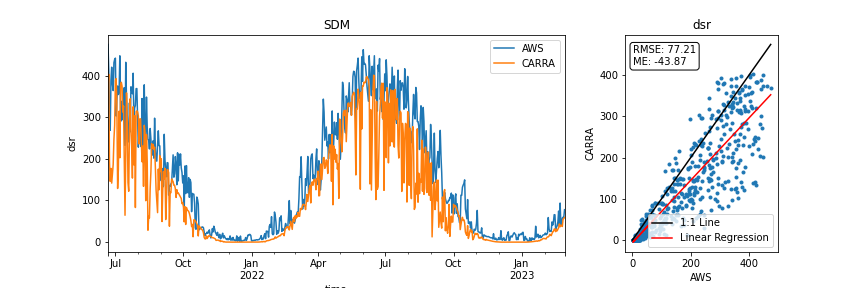 SDM
dsr
AWS
CARRA
400
300
200
100
0
dsr
Jul
Oct
Jan
2022
Apr
Jul
Oct
Jan
2023
time
RMSE: 77.21
ME: -43.87
400
300
200
100
0
CARRA
1:1 Line
Linear Regression
0
200
400
AWS